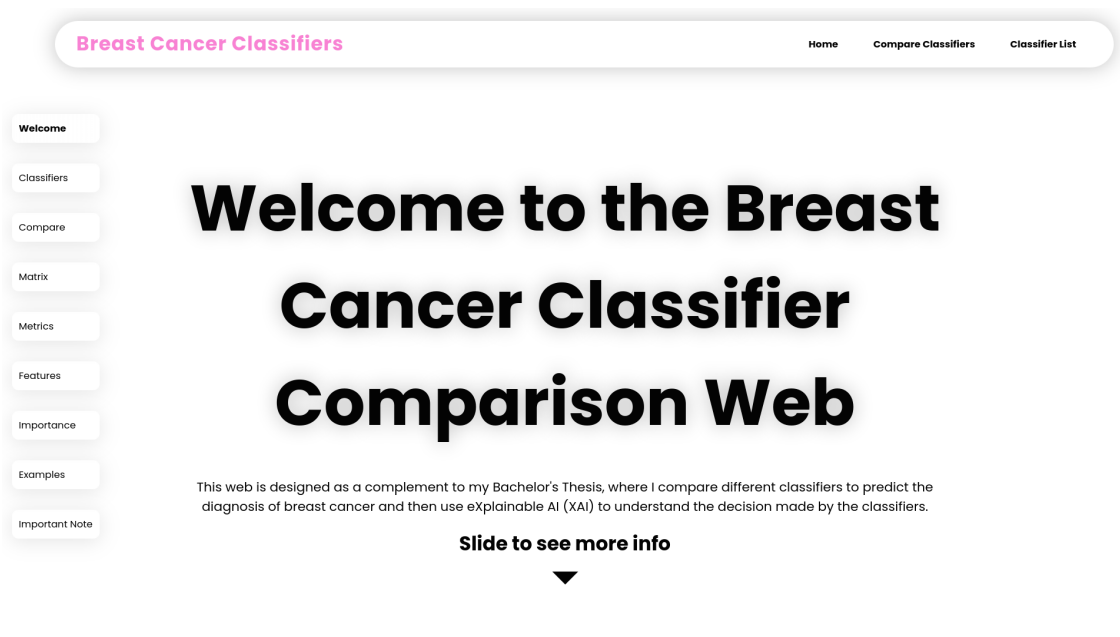 Breast Cancer Classifiers
Home
Compare Classifiers
Classifier List
Welcome
Classifiers
Compare
Matrix
Metrics
Features
Importance
Examples
Important Note
Welcome to the Breast
Cancer Classifier
Comparison Web
This web is designed as a complement to my Bachelor's Thesis, where I compare different classifiers to predict the
diagnosis of breast cancer and then use eXplainable AI (XAI) to understand the decision made by the classifiers.
Slide to see more info